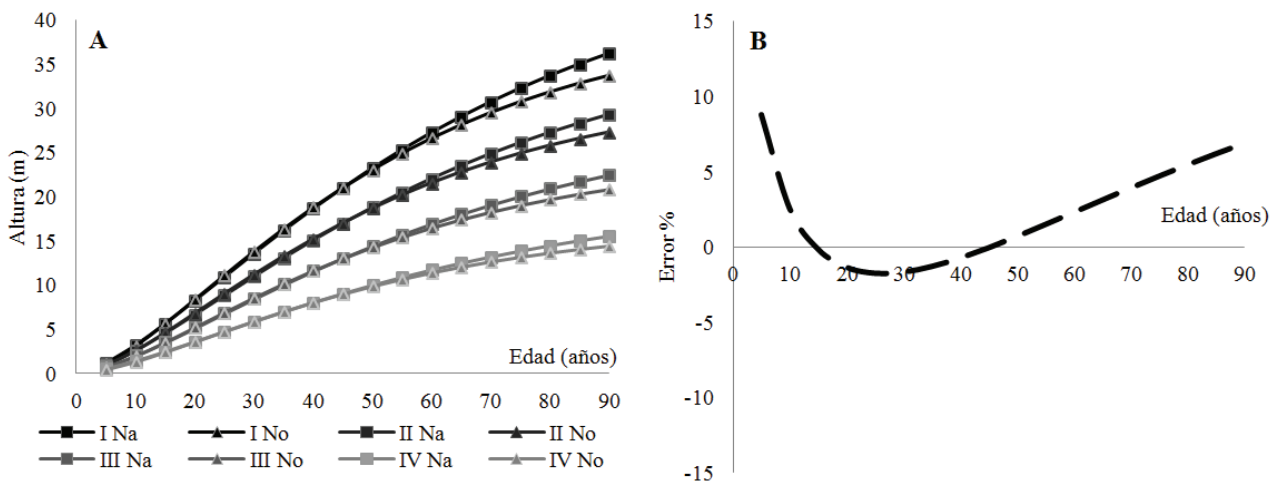 A
40
35
30
25
20
15
10
5
0
Altura (m)
Edad (años)
0 10 20 30 40 50 60 70 80 90
I Na I No II Na II No
III Na III No IV Na IV No
B
15
10
5
0
-5
-10
-15
Error %
Edad (años)
0 10 20 30 40 50 60 70 80 90